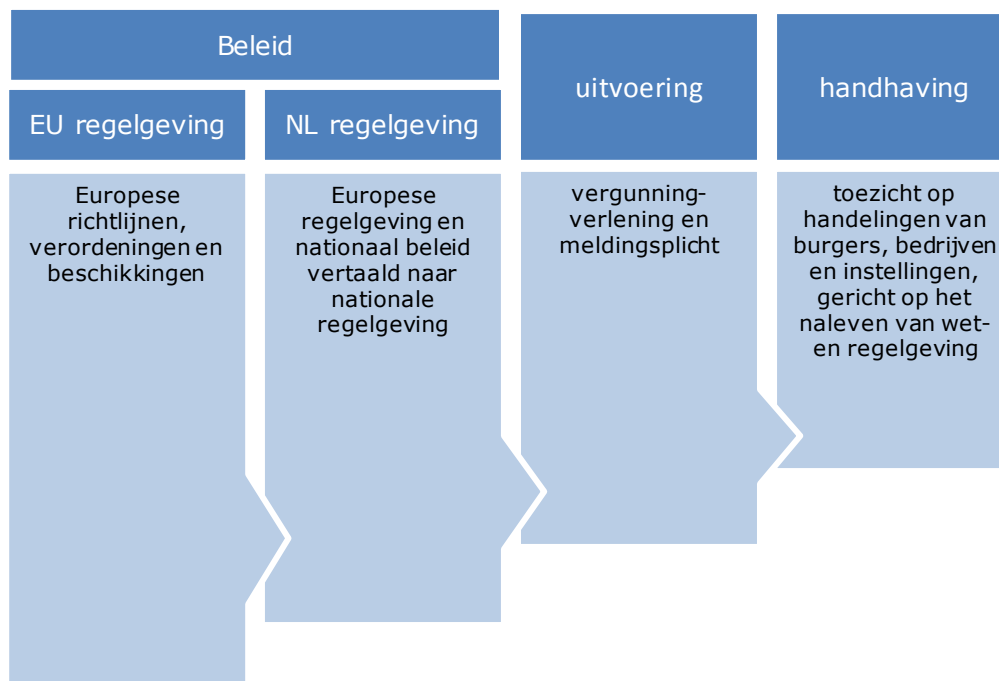 Beleid
EU regelgeving
NL regelgeving
uitvoering
handhaving
Europese
richtlijnen,
verordeningen en
beschikkingen
Europese
regelgeving en
nationaal beleid
vertaald naar
nationale
regelgeving
vergunning-
verlening en
meldingsplicht
toezicht op
handelingen van
burgers, bedrijven
en instellingen,
gericht op het
naleven van wet-
en regelgeving